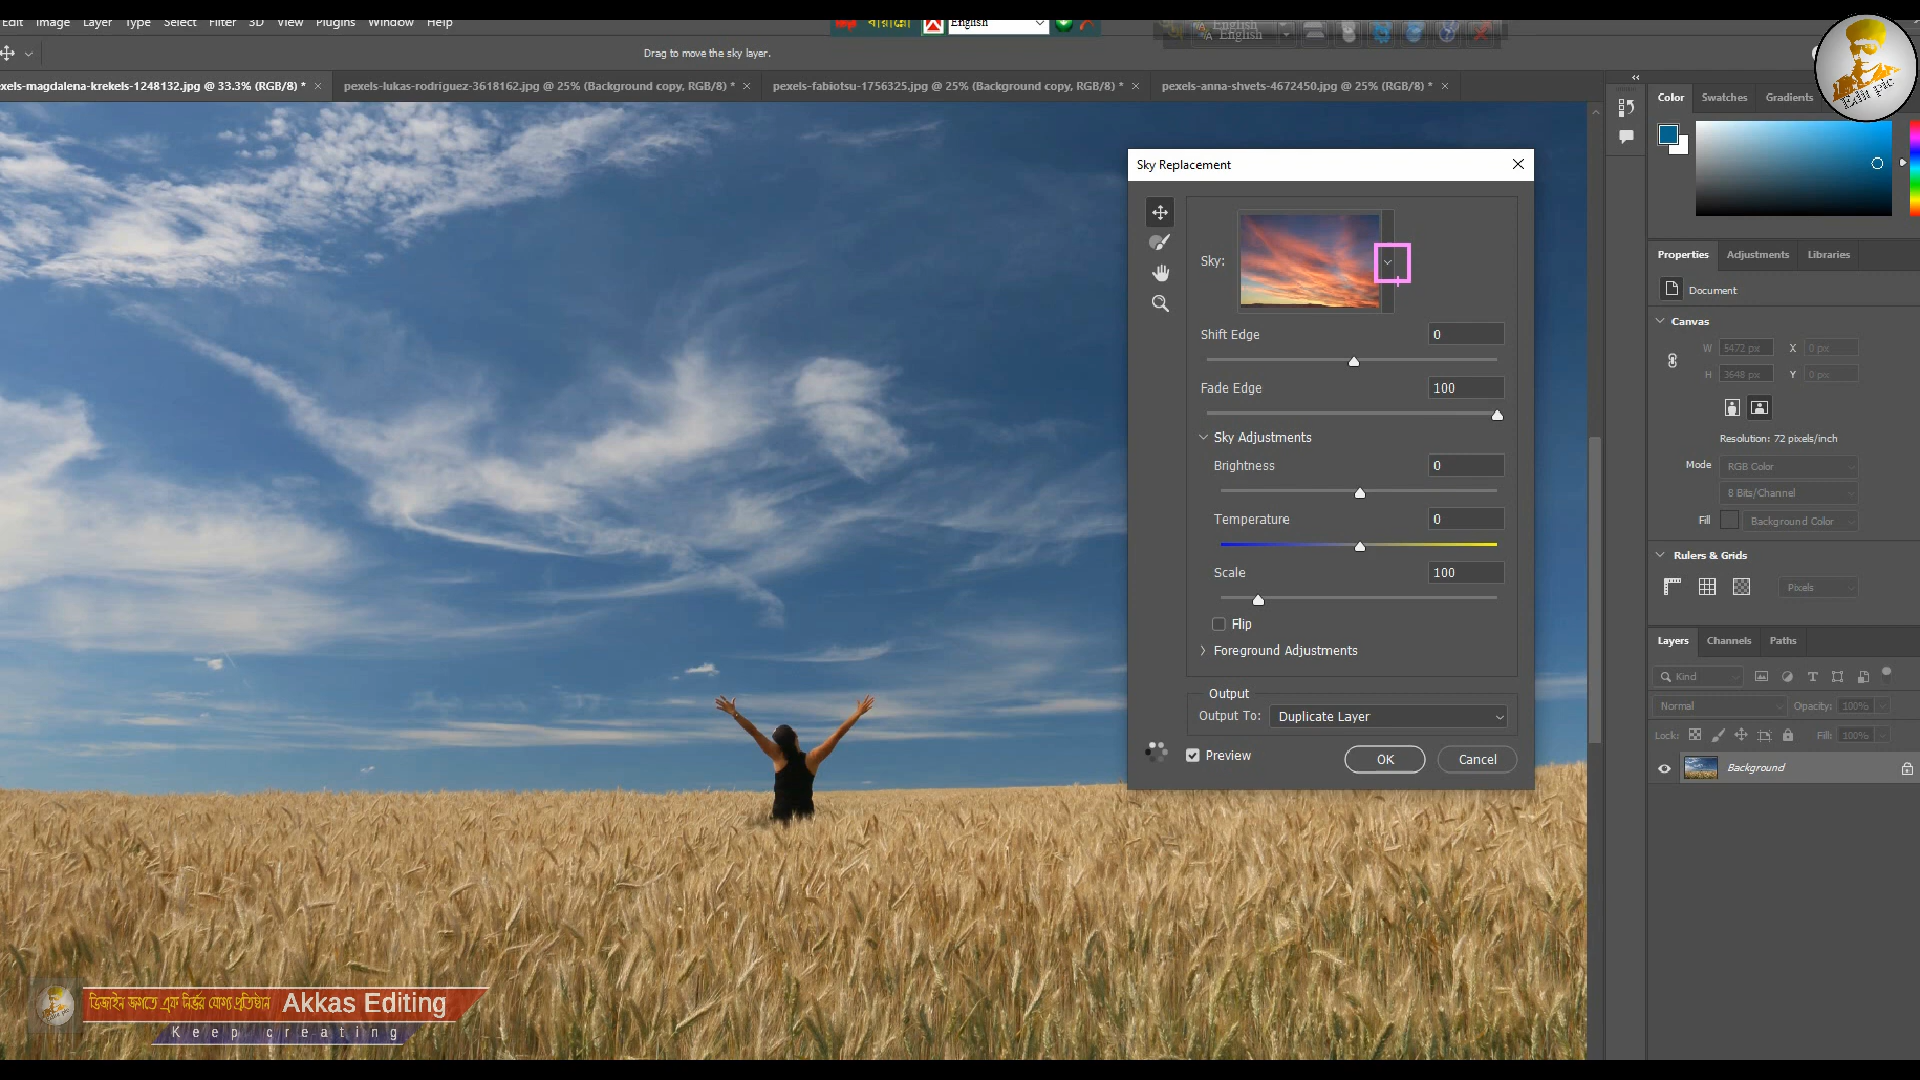 Edit Image Layer Type Select Filter 3D View Plugins Window Help
English
English
English
Drag to move the sky layer.
exels-magdalena-krekels-1248132.jpg @ 33.3% (RGB/8) *
pexels-lukas-rodriguez-3618162.jpg @ 25% (Background copy, RGB/8) *
pexels-fabiotsu-1756325.jpg @ 25% (Background copy, RGB/8) *
pexels-anna-shvets-4672450.jpg @ 25% (RGB/8) *
Edit pic
Color Swatches Gradients
Sky Replacement
Sky:
Shift Edge 0
Fade Edge 100
Sky Adjustments
Brightness 0
Temperature 0
Scale 100
Flip
Foreground Adjustments
Output
Output To: Duplicate Layer
Preview OK Cancel
Properties Adjustments Libraries
Document
Canvas
W 5472 px X 0 px
H 3648 px Y 0 px
Resolution: 72 pixels/inch
Mode RGB Color
8 Bits/Channel
Fill Background Color
Rulers & Grids
Pixels
Layers Channels Paths
Kind
Normal Opacity: 100%
Lock: Fill: 100%
Background
ডিজাইন জগতে এক নির্ভর যোগ্য প্রতিষ্ঠান Akkas Editing
Keep creating